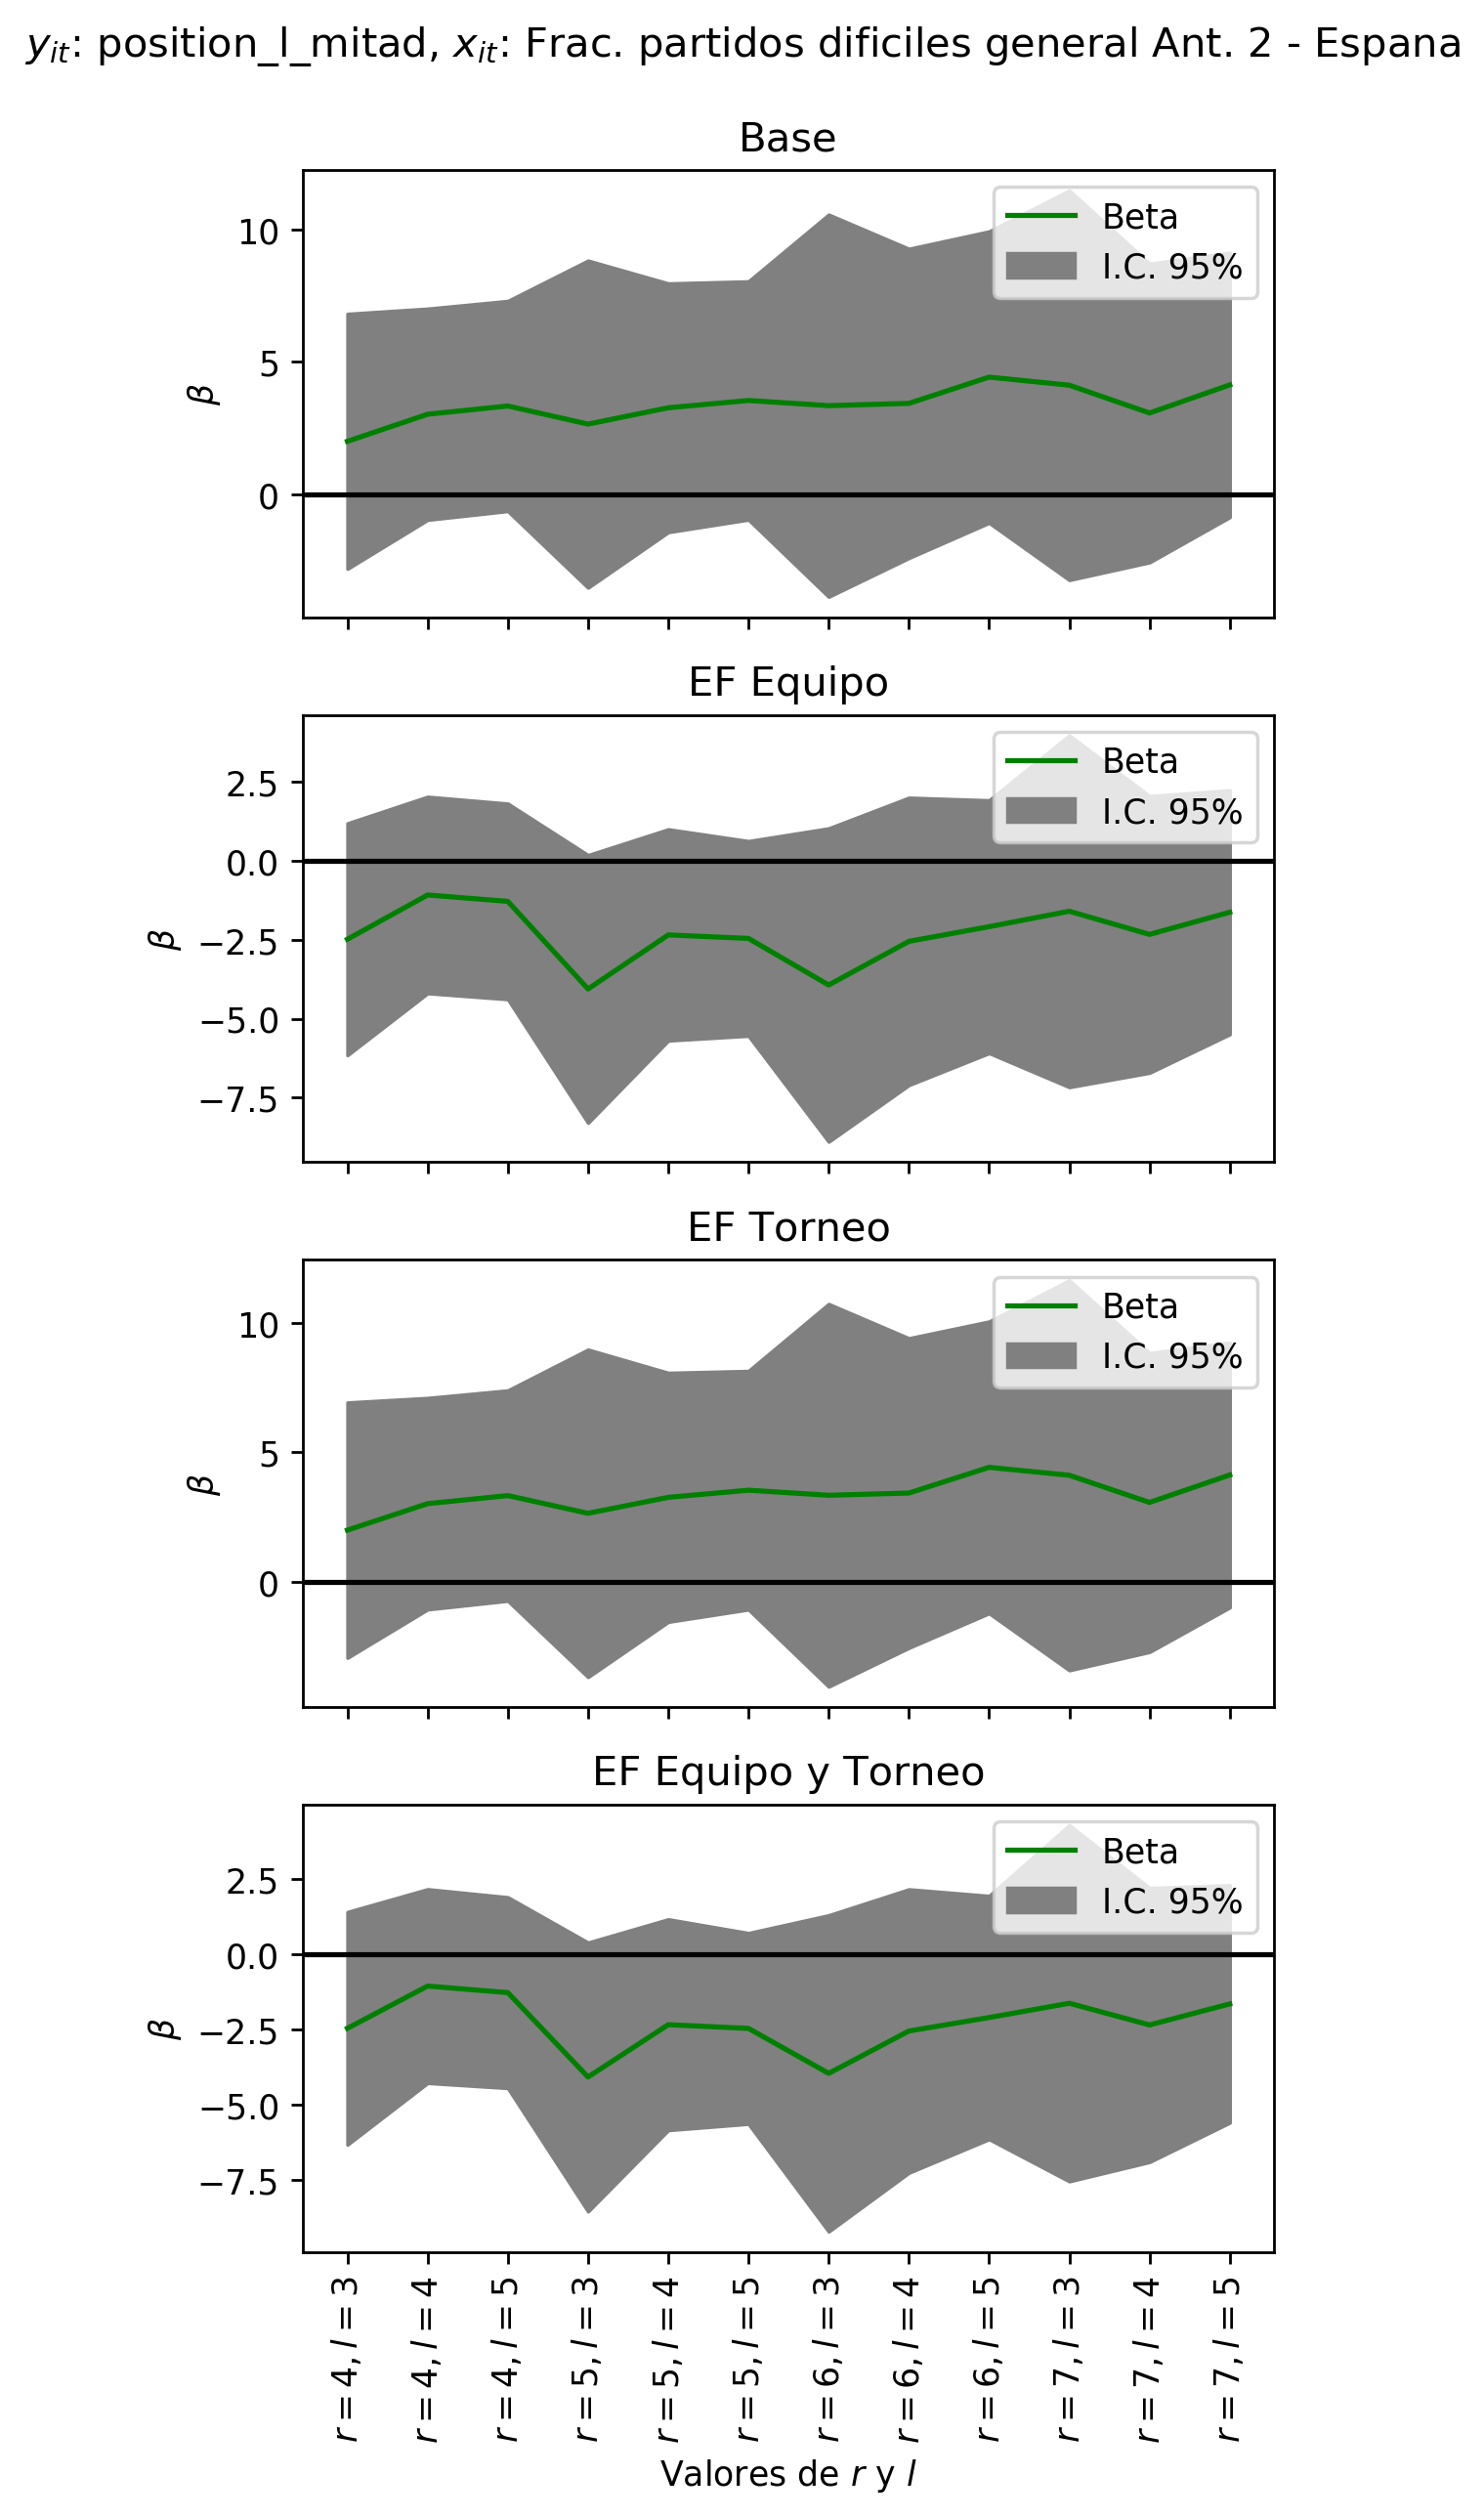 y_it: position_l_mitad, x_it: Frac. partidos dificiles general Ant. 2 - Espana
Base
Beta
I.C. 95%
10
5
0
β
EF Equipo
Beta
I.C. 95%
2.5
0.0
−2.5
−5.0
−7.5
β
EF Torneo
Beta
I.C. 95%
10
5
0
β
EF Equipo y Torneo
Beta
I.C. 95%
2.5
0.0
−2.5
−5.0
−7.5
β
r = 4, l = 3
r = 4, l = 4
r = 4, l = 5
r = 5, l = 3
r = 5, l = 4
r = 5, l = 5
r = 6, l = 3
r = 6, l = 4
r = 6, l = 5
r = 7, l = 3
r = 7, l = 4
r = 7, l = 5
Valores de r y l